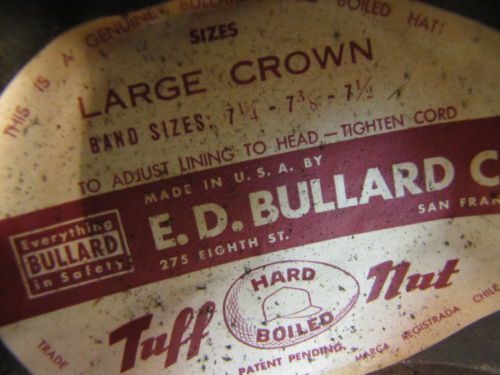 THIS IS A GENUINE BULLARD HARD BOILED HAT!
SIZES
LARGE CROWN
BAND SIZES, 7¼ - 7⅜ - 7½
TO ADJUST LINING TO HEAD — TIGHTEN CORD
MADE IN U.S.A. BY
E. D. BULLARD C
275 EIGHTH ST.
SAN FRAN
Everything
BULLARD
in Safety
Tuff Nut
HARD
BOILED
PATENT PENDING
TRADE
MARCA REGISTRADA CHILE